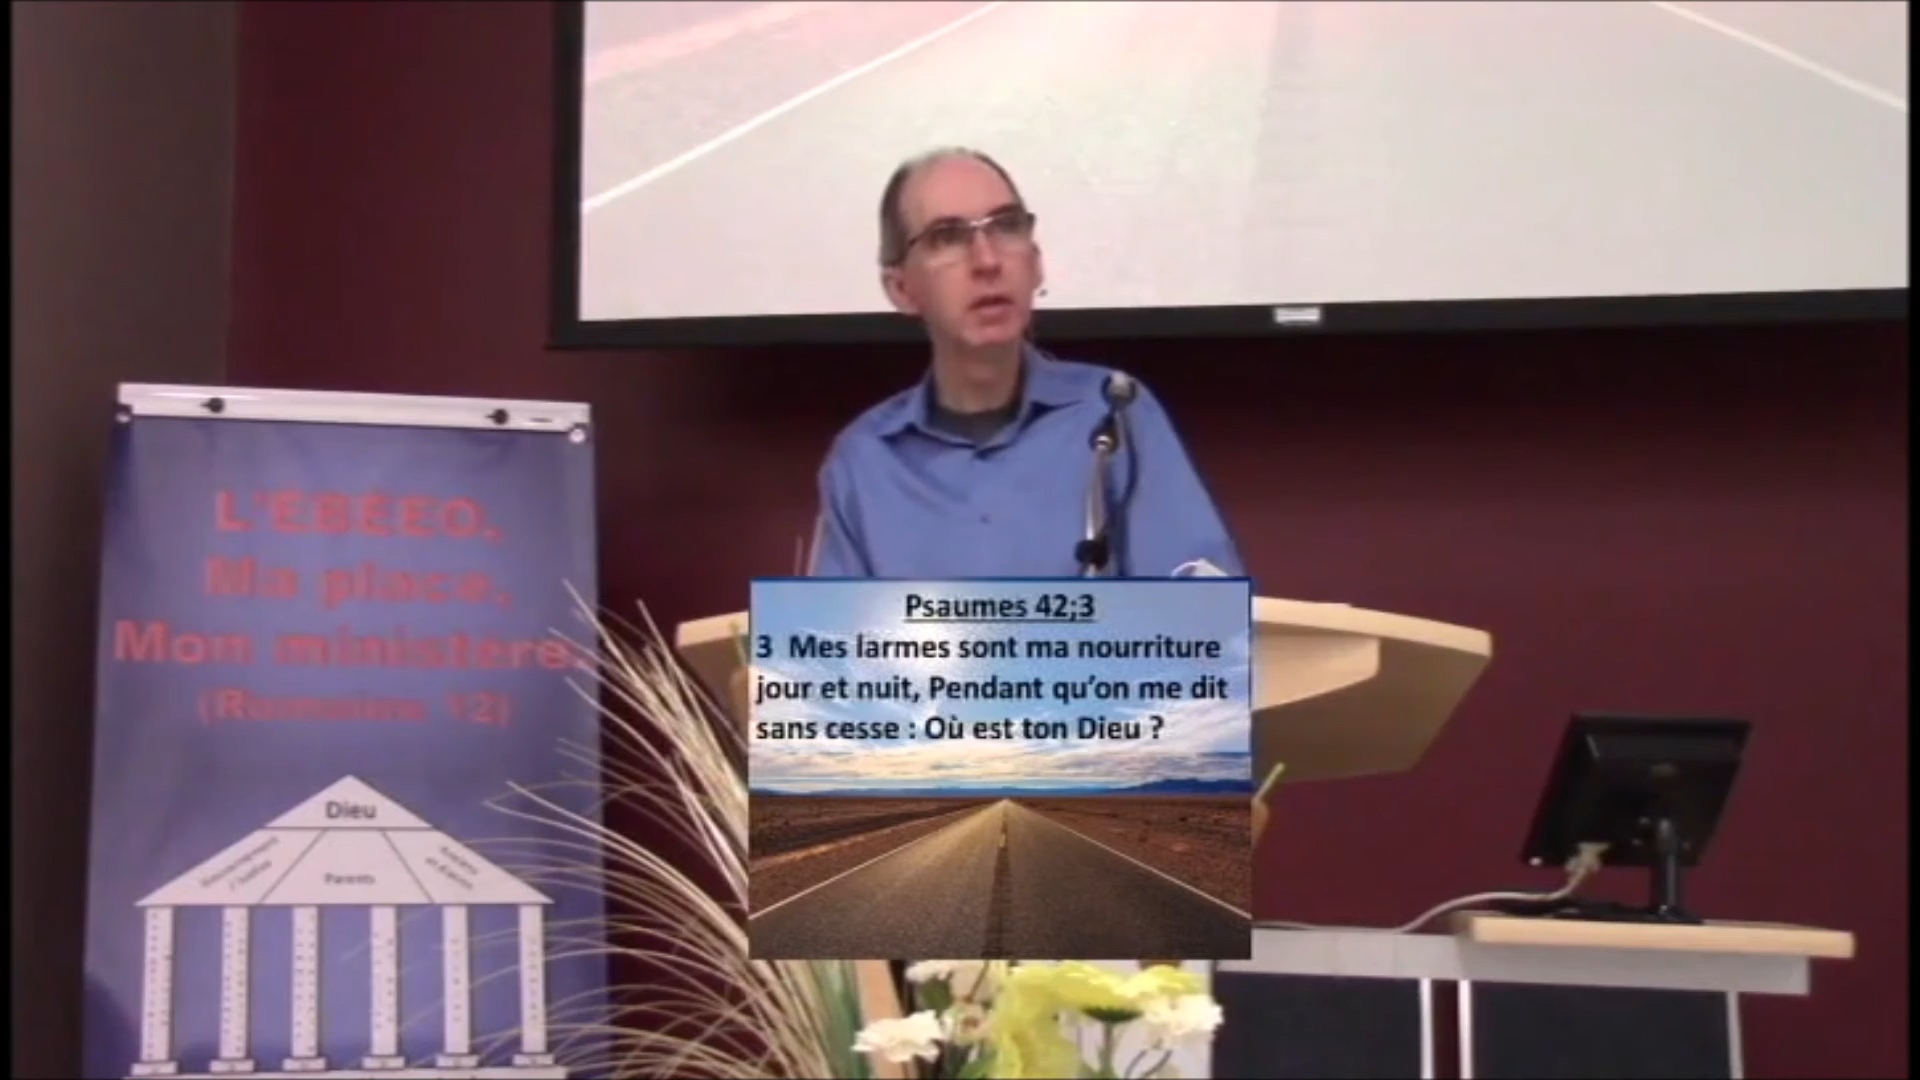 L'ÉBÉEO,
Ma place,
Mon ministère,
(Romains 12)
Dieu
Parents
Psaumes 42;3
3 Mes larmes sont ma nourriture
jour et nuit, Pendant qu'on me dit
sans cesse : Où est ton Dieu ?